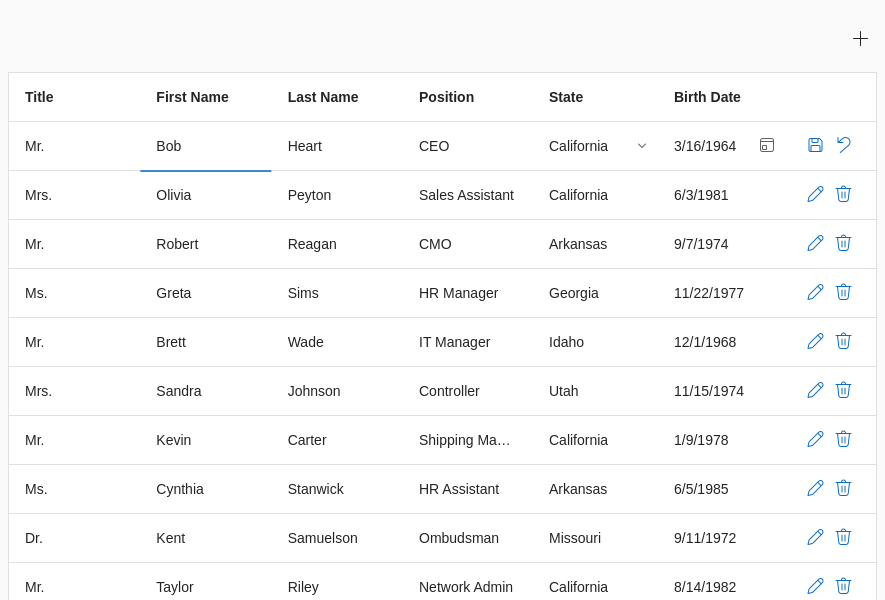 Title First Name Last Name Position State Birth Date
Mr. Bob Heart CEO California 3/16/1964
Mrs. Olivia Peyton Sales Assistant California 6/3/1981
Mr. Robert Reagan CMO Arkansas 9/7/1974
Ms. Greta Sims HR Manager Georgia 11/22/1977
Mr. Brett Wade IT Manager Idaho 12/1/1968
Mrs. Sandra Johnson Controller Utah 11/15/1974
Mr. Kevin Carter Shipping Ma… California 1/9/1978
Ms. Cynthia Stanwick HR Assistant Arkansas 6/5/1985
Dr. Kent Samuelson Ombudsman Missouri 9/11/1972
Mr. Taylor Riley Network Admin California 8/14/1982